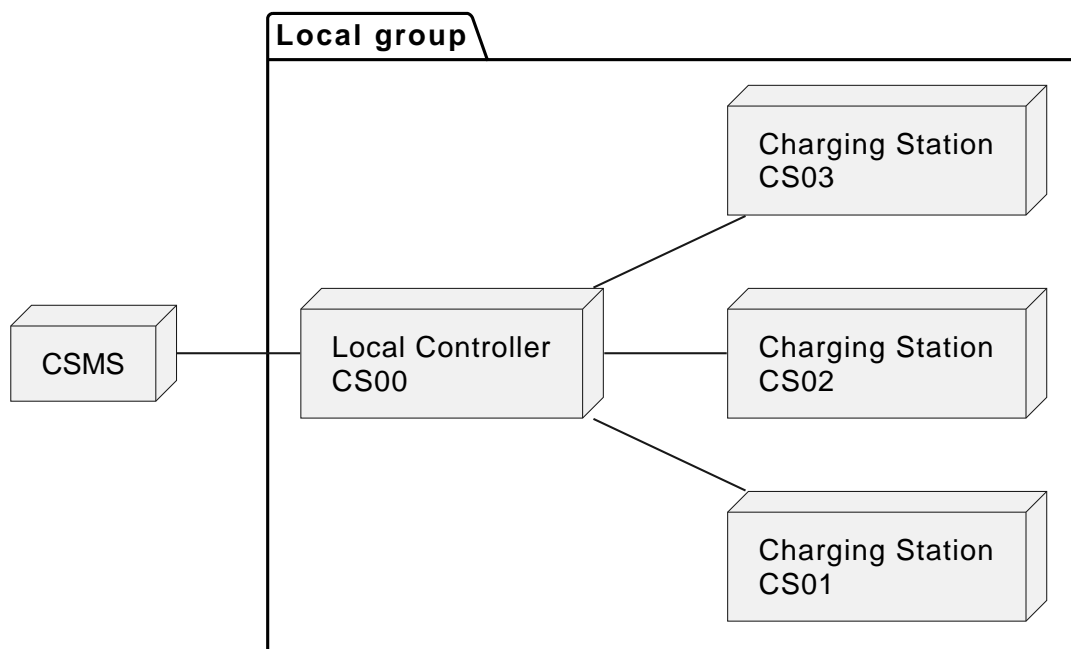 Local group
Charging Station
CS03
CSMS
Local Controller
CS00
Charging Station
CS02
Charging Station
CS01